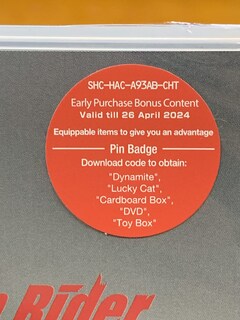 SHC-HAC-A93AB-CHT
Early Purchase Bonus Content
Valid till 26 April 2024
Equippable items to give you an advantage
Pin Badge
Download code to obtain:
"Dynamite",
"Lucky Cat",
"Cardboard Box",
"DVD",
"Toy Box"
Rider